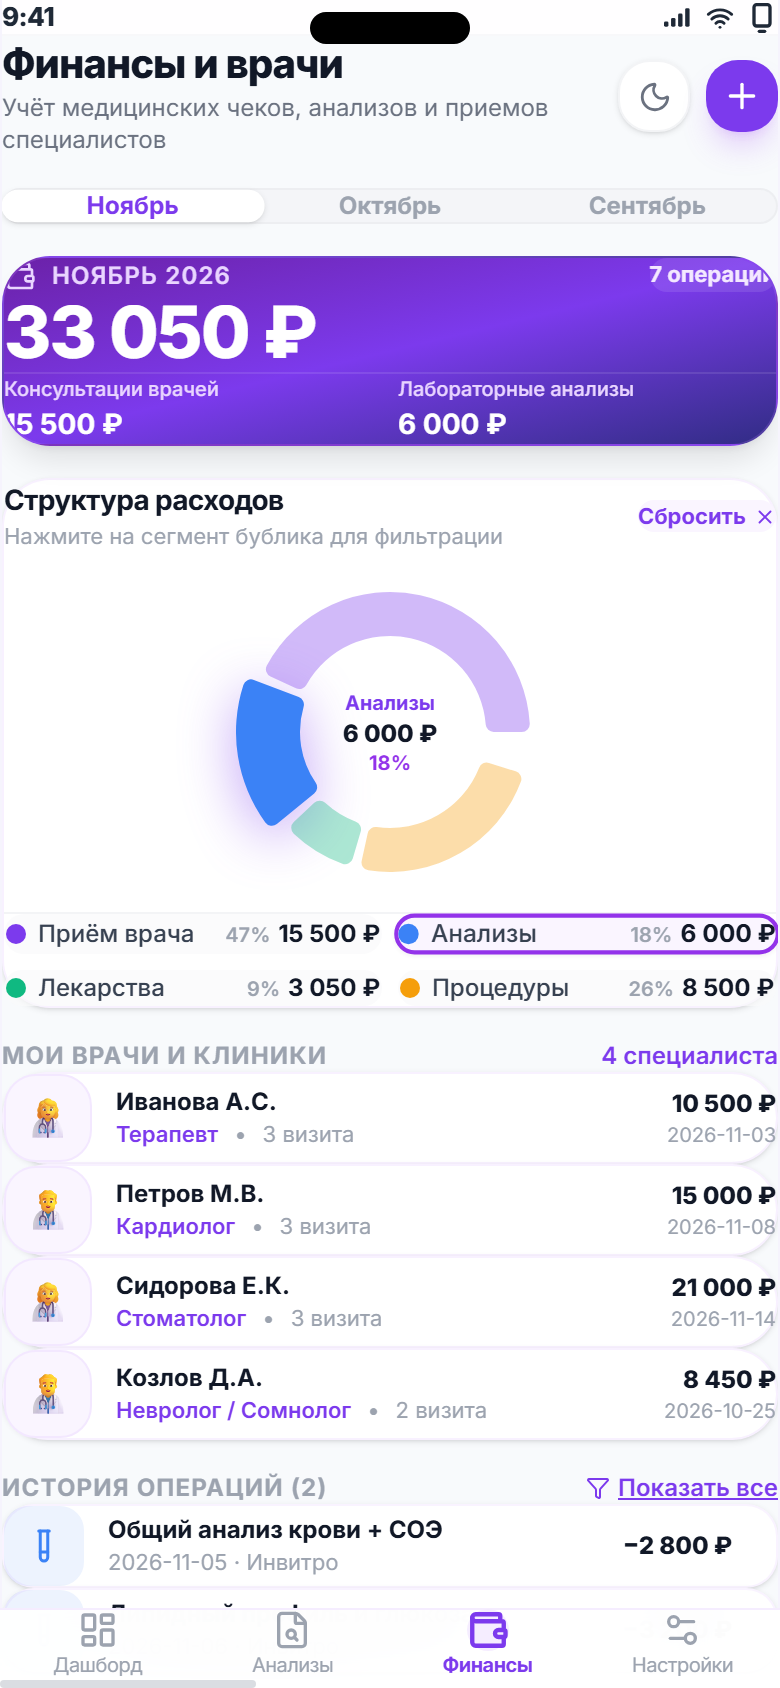 9:41
Финансы и врачи
Учёт медицинских чеков, анализов и приемов
специалистов
Ноябрь Октябрь Сентябрь
НОЯБРЬ 2026 7 операций
33 050 ₽
Консультации врачей Лабораторные анализы
15 500 ₽ 6 000 ₽
Структура расходов
Сбросить ×
Нажмите на сегмент бублика для фильтрации
Анализы
6 000 ₽
18%
Приём врача 47% 15 500 ₽ Анализы 18% 6 000 ₽
Лекарства 9% 3 050 ₽ Процедуры 26% 8 500 ₽
МОИ ВРАЧИ И КЛИНИКИ 4 специалиста
Иванова А.С. 10 500 ₽
Терапевт • 3 визита 2026-11-03
Петров М.В. 15 000 ₽
Кардиолог • 3 визита 2026-11-08
Сидорова Е.К. 21 000 ₽
Стоматолог • 3 визита 2026-11-14
Козлов Д.А. 8 450 ₽
Невролог / Сомнолог • 2 визита 2026-10-25
ИСТОРИЯ ОПЕРАЦИЙ (2) Показать все
Общий анализ крови + СОЭ −2 800 ₽
2026-11-05 · Инвитро
Дашборд Анализы Финансы Настройки